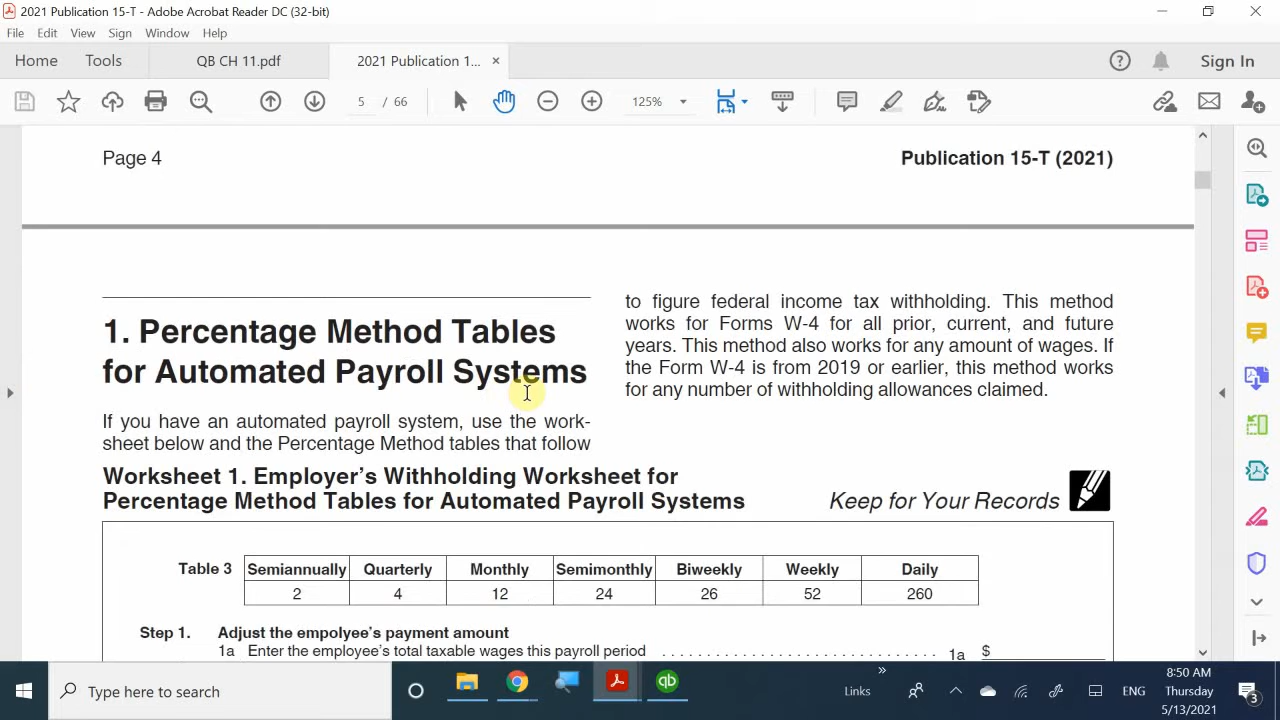 2021 Publication 15-T - Adobe Acrobat Reader DC (32-bit)
File Edit View Sign Window Help
Home Tools QB CH 11.pdf 2021 Publication 1... × Sign In
5 / 66 125%
Page 4 Publication 15-T (2021)
1. Percentage Method Tables
for Automated Payroll Systems
If you have an automated payroll system, use the work-
sheet below and the Percentage Method tables that follow
to figure federal income tax withholding. This method
works for Forms W-4 for all prior, current, and future
years. This method also works for any amount of wages. If
the Form W-4 is from 2019 or earlier, this method works
for any number of withholding allowances claimed.
Worksheet 1. Employer's Withholding Worksheet for
Percentage Method Tables for Automated Payroll Systems Keep for Your Records
Table 3 Semiannually Quarterly Monthly Semimonthly Biweekly Weekly Daily
2 4 12 24 26 52 260
Step 1. Adjust the empolyee's payment amount
1a Enter the employee's total taxable wages this payroll period . . . . . . . . . . . . . . . . . . . . . . . . . . . . . . 1a $
Type here to search qb Links ENG 8:50 AM
Thursday
5/13/2021
3